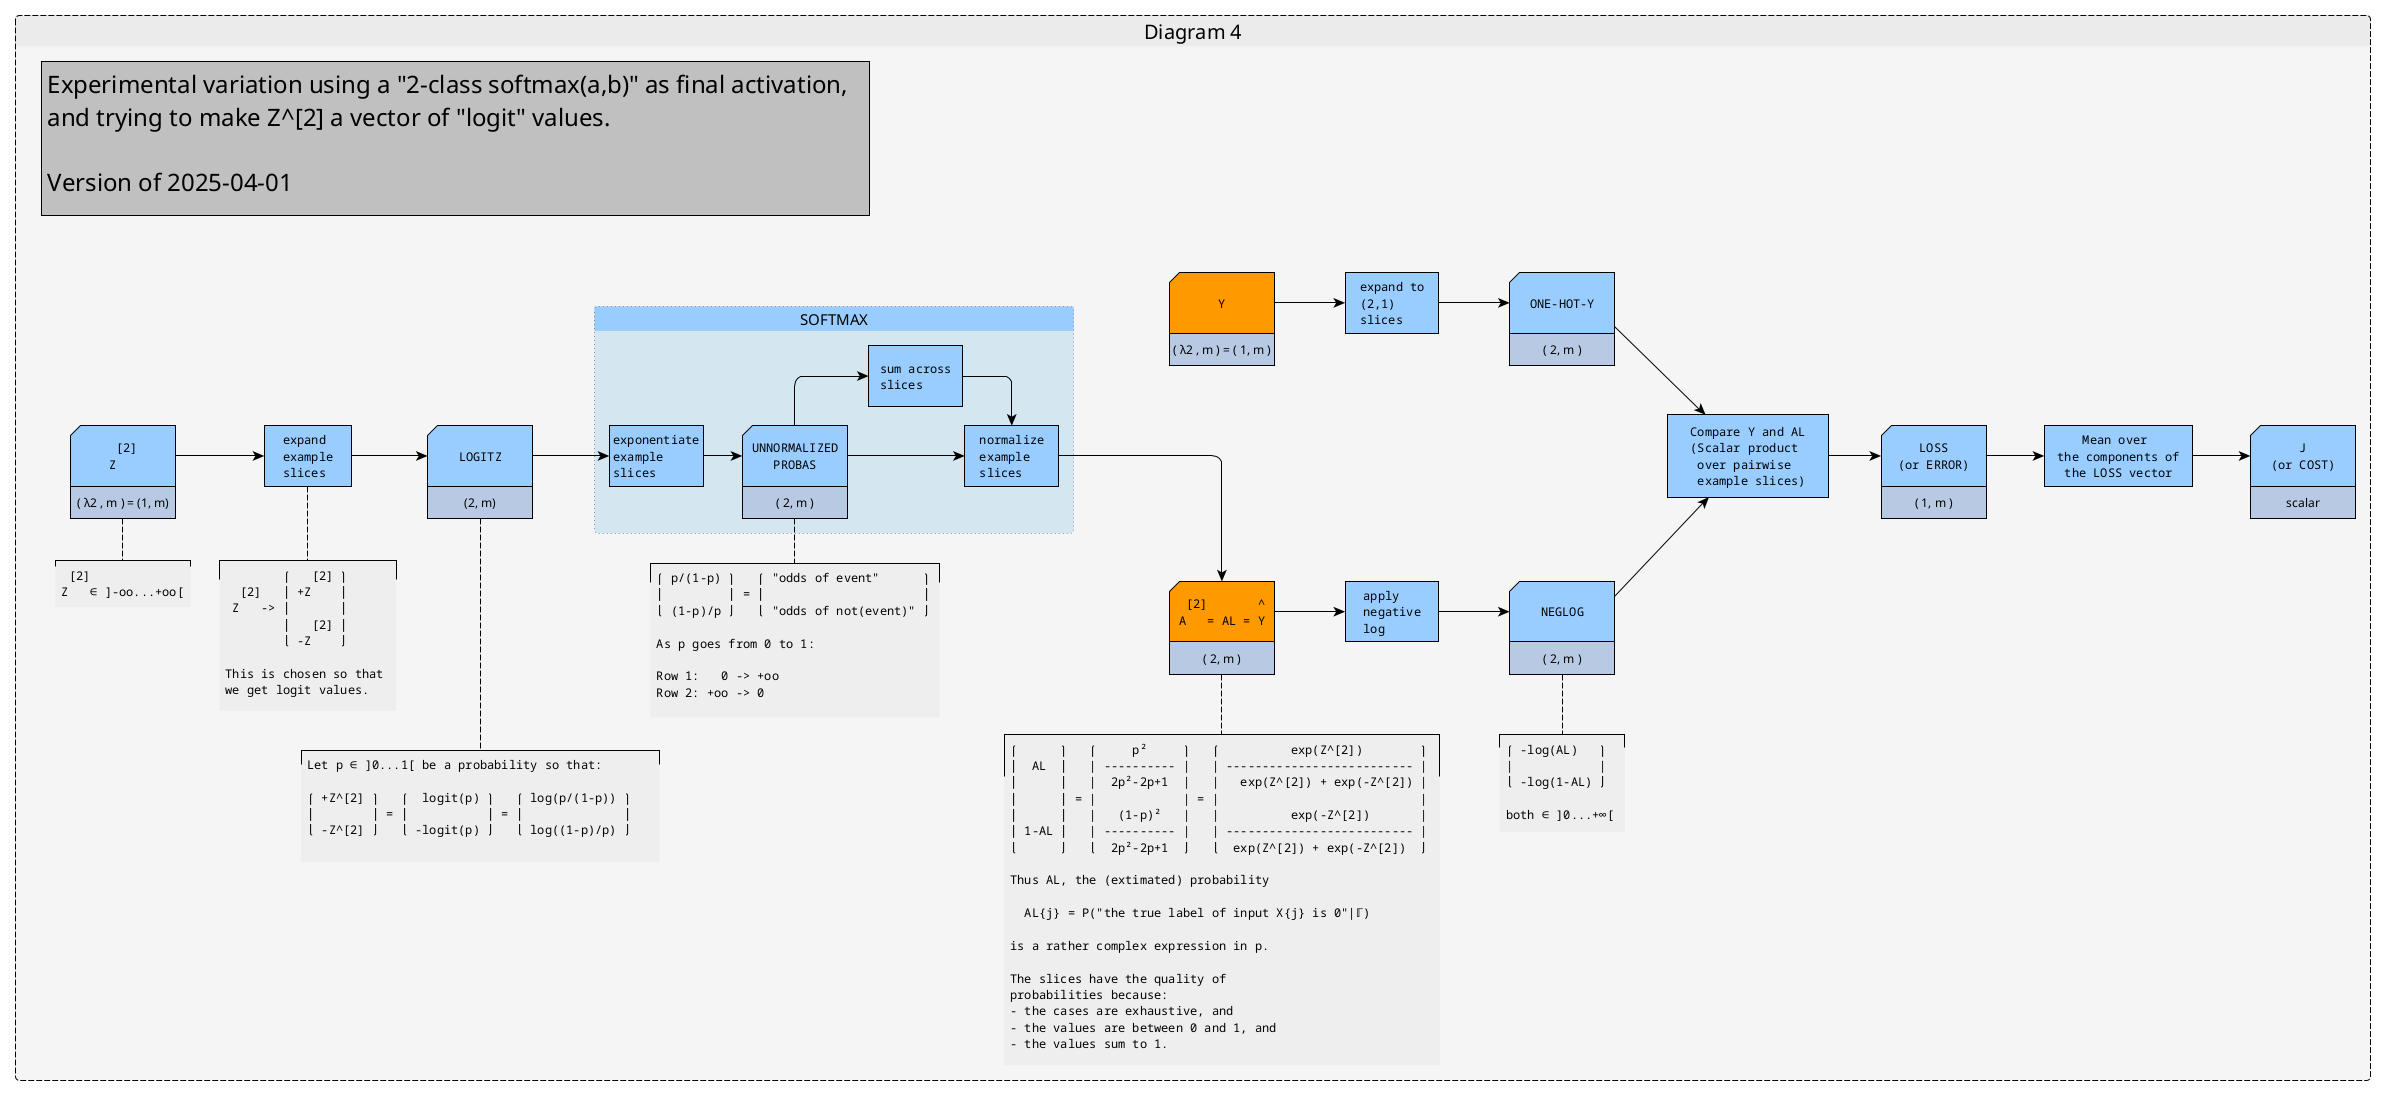 Diagram 4
Experimental variation using a "2-class softmax(a,b)" as final activation,
and trying to make Z^[2] a vector of "logit" values.
Version of 2025-04-01
Y
( λ2 , m ) = ( 1, m )
expand to
(2,1)
slices
ONE-HOT-Y
( 2, m )
SOFTMAX
sum across
slices
[2]
Z
( λ2 , m ) = (1, m)
expand
example
slices
LOGITZ
(2, m)
exponentiate
example
slices
UNNORMALIZED
PROBAS
( 2, m )
normalize
example
slices
Compare Y and AL
(Scalar product
over pairwise
example slices)
LOSS
(or ERROR)
( 1, m )
Mean over
the components of
the LOSS vector
J
(or COST)
scalar
[2]
Z   ∈ ]-oo...+oo[
⎧   [2] ⎫
[2]   | +Z    |
Z   -> |       |
|   [2] |
⎩ -Z    ⎭
This is chosen so that
we get logit values.
⎧ p/(1-p) ⎫   ⎧ "odds of event"      ⎫
|         | = |                      |
⎩ (1-p)/p ⎭   ⎩ "odds of not(event)" ⎭
As p goes from 0 to 1:
Row 1:   0 -> +oo
Row 2: +oo -> 0
[2]       ^
A   = AL = Y
( 2, m )
apply
negative
log
NEGLOG
( 2, m )
Let p ∈ ]0...1[ be a probability so that:
⎧ +Z^[2] ⎫   ⎧  logit(p) ⎫   ⎧ log(p/(1-p)) ⎫
|        | = |           | = |              |
⎩ -Z^[2] ⎭   ⎩ -logit(p) ⎭   ⎩ log((1-p)/p) ⎭
⎧      ⎫   ⎧     p²     ⎫   ⎧          exp(Z^[2])        ⎫
|  AL  |   | ---------- |   | -------------------------- |
|      |   |  2p²-2p+1  |   |   exp(Z^[2]) + exp(-Z^[2]) |
|      | = |            | = |                            |
|      |   |   (1-p)²   |   |          exp(-Z^[2])       |
| 1-AL |   | ---------- |   | -------------------------- |
⎩      ⎭   ⎩  2p²-2p+1  ⎭   ⎩  exp(Z^[2]) + exp(-Z^[2])  ⎭
Thus AL, the (extimated) probability
AL{j} = P("the true label of input X{j} is 0"|ℾ)
is a rather complex expression in p.
The slices have the quality of
probabilities because:
- the cases are exhaustive, and
- the values are between 0 and 1, and
- the values sum to 1.
⎧ -log(AL)   ⎫
|            |
⎩ -log(1-AL) ⎭
both ∈ ]0...+∞[